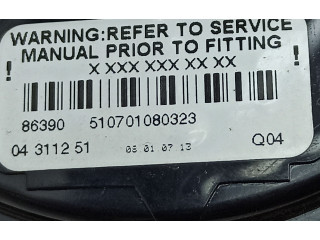 WARNING:REFER TO SERVICE
! MANUAL PRIOR TO FITTING !
X XXX XXX XX XX
86390 510701080323
04 3112 51 08 01 07 13 Q04